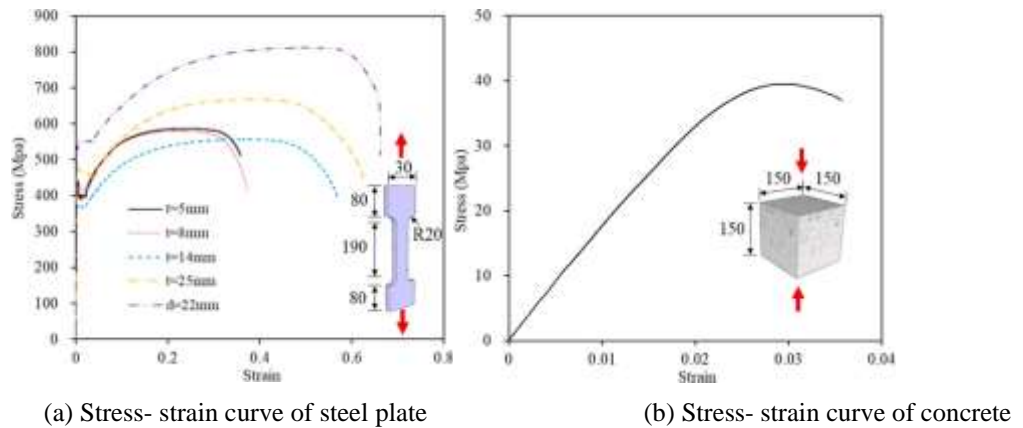 900
800
700
600
500
400
300
200
100
0
Stress (Mpa)
0
0.2
0.4
0.6
0.8
Strain
t=5mm
t=8mm
t=14mm
t=25mm
d=22mm
30
80
R20
190
80
50
40
30
20
10
0
Stress (Mpa)
0
0.01
0.02
0.03
0.04
Strain
150
150
150
(a) Stress- strain curve of steel plate
(b) Stress- strain curve of concrete